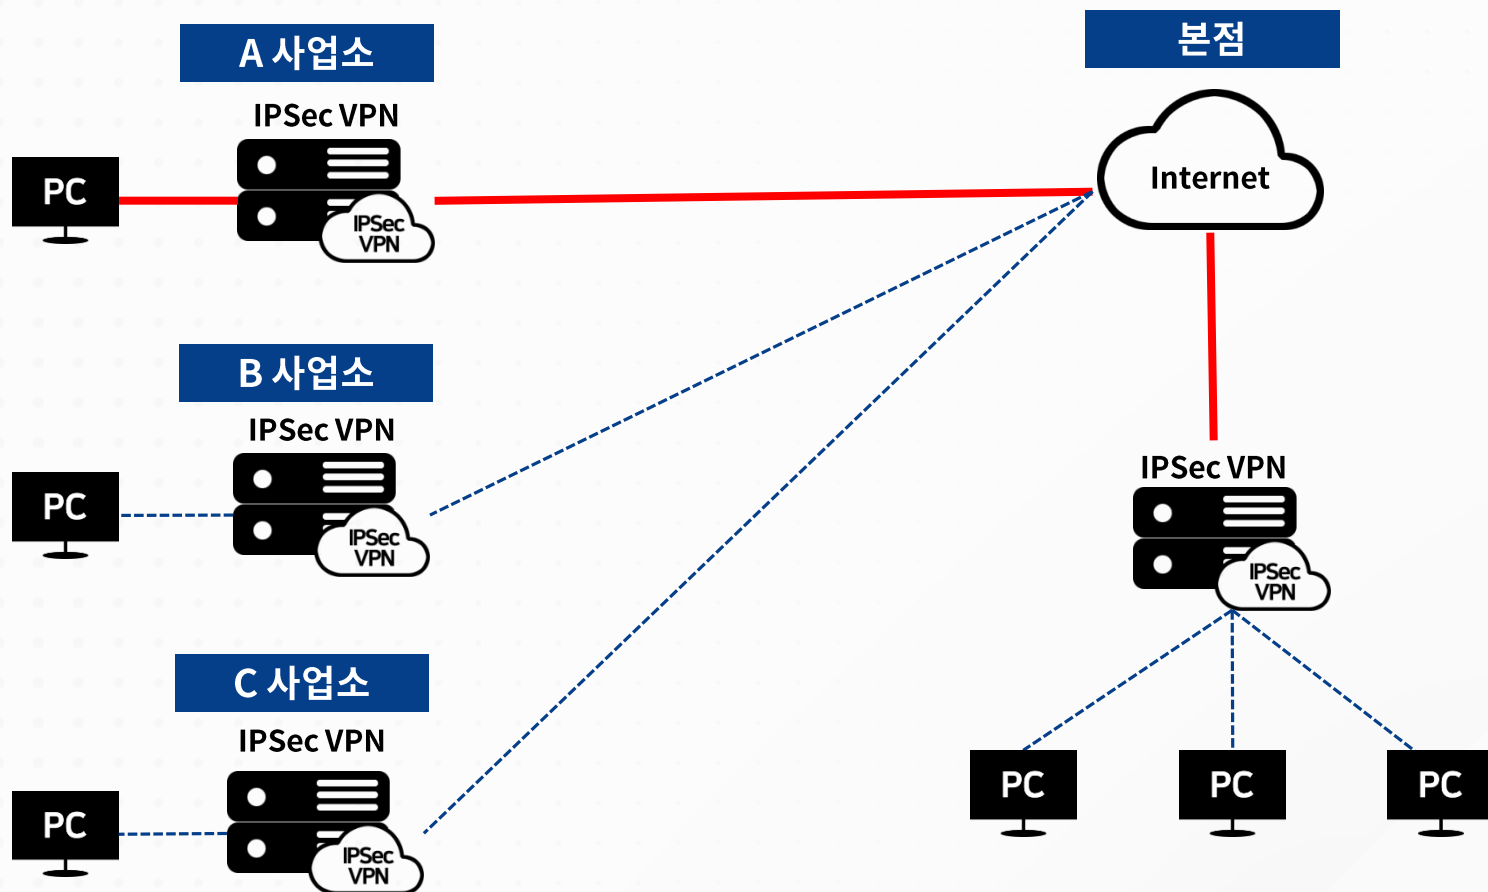 A 사업소
IPSec VPN
PC
IPSec
VPN
B 사업소
IPSec VPN
PC
IPSec
VPN
C 사업소
IPSec VPN
PC
IPSec
VPN
본점
Internet
IPSec VPN
IPSec
VPN
PC
PC
PC